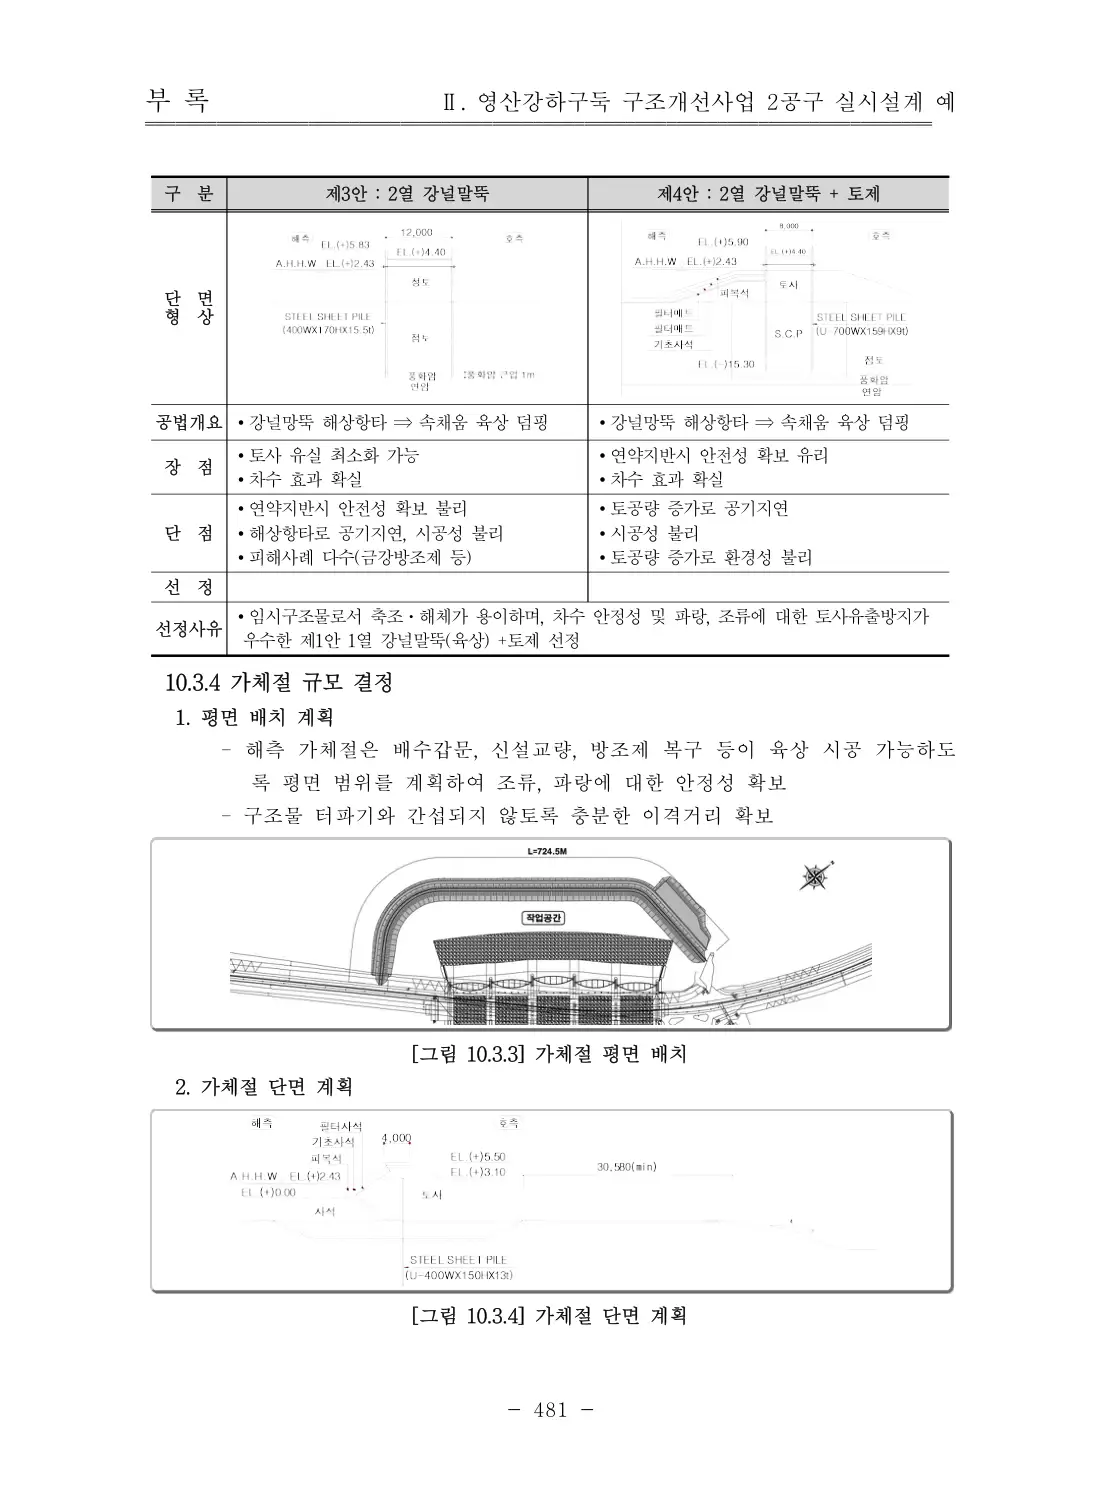 부 록
Ⅱ. 영산강하구둑 구조개선사업 2공구 실시설계 예
구 분 제3안 : 2열 강널말뚝 제4안 : 2열 강널말뚝 + 토제
단 면
형 상
해측
EL.(+)5.83
12,000
EL.(+)4.40
호측
A.H.H.W EL.(+)2.43
점토
STEEL SHEET PILE
(400WX170HX15.5t)
점토
풍화암
연암
풍화암 근입 1m
해측
EL.(+)5.90
8,000
EL.(+)4.40
호측
A.H.H.W EL.(+)2.43
피복석
토사
필터매트
필터매트
기초사석
STEEL SHEET PILE
(U-700WX159HX9t)
S.C.P
EL.(-)15.30
점토
풍화암
연암
공법개요 •강널망뚝 해상항타 ⇒ 속채움 육상 덤핑 •강널망뚝 해상항타 ⇒ 속채움 육상 덤핑
장 점
•토사 유실 최소화 가능
•차수 효과 확실
•연약지반시 안전성 확보 유리
•차수 효과 확실
단 점
•연약지반시 안전성 확보 불리
•해상항타로 공기지연, 시공성 불리
•피해사례 다수(금강방조제 등)
•토공량 증가로 공기지연
•시공성 불리
•토공량 증가로 환경성 불리
선 정
선정사유
•임시구조물로서 축조·해체가 용이하며, 차수 안정성 및 파랑, 조류에 대한 토사유출방지가
우수한 제1안 1열 강널말뚝(육상) +토제 선정
10.3.4 가체절 규모 결정
1. 평면 배치 계획
- 해측 가체절은 배수갑문, 신설교량, 방조제 복구 등이 육상 시공 가능하도
록 평면 범위를 계획하여 조류, 파랑에 대한 안정성 확보
- 구조물 터파기와 간섭되지 않토록 충분한 이격거리 확보
L=724.5M
작업공간
[그림 10.3.3] 가체절 평면 배치
2. 가체절 단면 계획
해측
필터사석
기초사석
피복석
4,000
호측
EL.(+)5.50
EL.(+)3.10
30,580(min)
A.H.H.W EL.(+)2.43
EL.(+)0.00
사석
토사
STEEL SHEET PILE
(U-400WX150HX13t)
[그림 10.3.4] 가체절 단면 계획
- 481 -